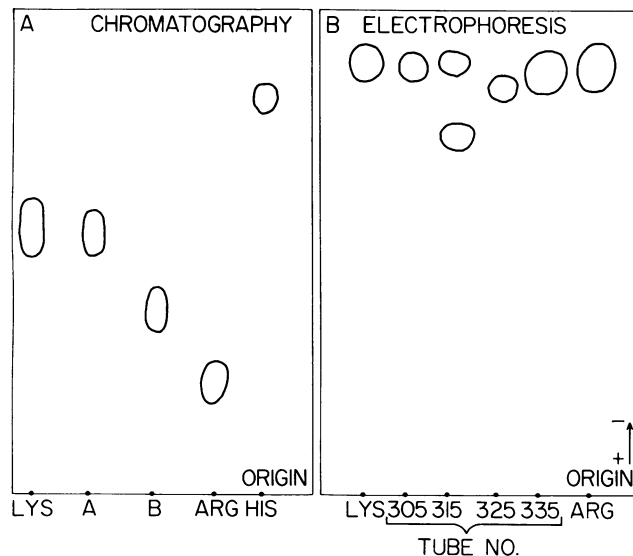 A CHROMATOGRAPHY
ORIGIN
LYS A B ARG HIS
B ELECTROPHORESIS
−
+
ORIGIN
LYS 305 315 325 335 ARG
TUBE NO.